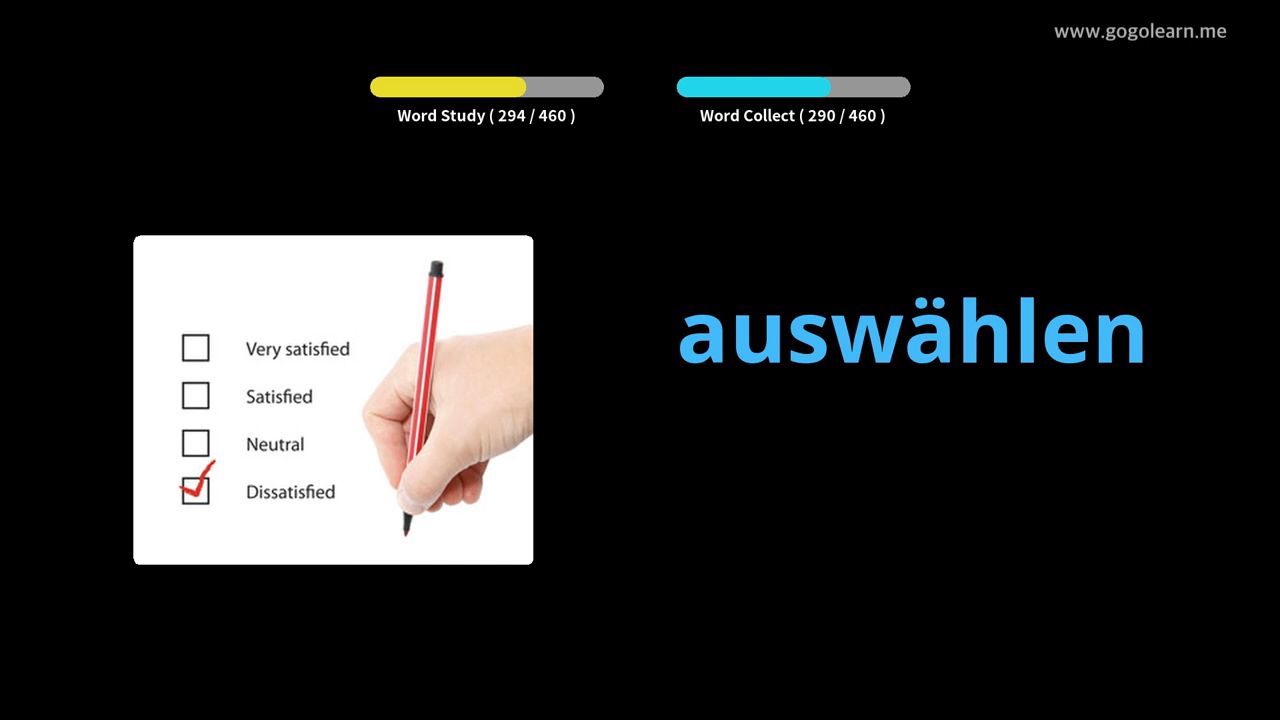 www.gogolearn.me
Word Study ( 294 / 460 )
Word Collect ( 290 / 460 )
Very satisfied
Satisfied
Neutral
Dissatisfied
auswählen